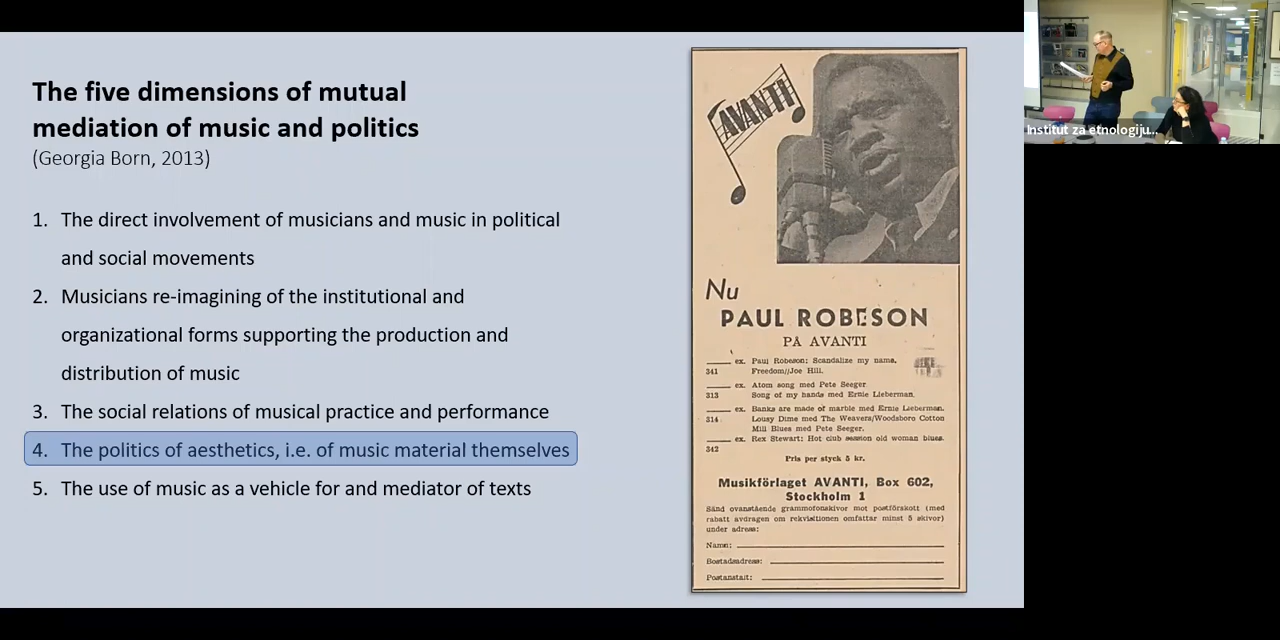 The five dimensions of mutual
mediation of music and politics
(Georgia Born, 2013)
1. The direct involvement of musicians and music in political
and social movements
2. Musicians re-imagining of the institutional and
organizational forms supporting the production and
distribution of music
3. The social relations of musical practice and performance
4. The politics of aesthetics, i.e. of music material themselves
5. The use of music as a vehicle for and mediator of texts
AVANTI
Nu
PAUL ROBESON
PÅ AVANTI
ex. Paul Robeson: Scandalize my name,
341 Freedom//Joe Hill.
ex. Atom song med Pete Seeger
313 Song of my hands med Ernie Lieberman.
ex. Banks are made of marble med Ernie Lieberman.
314 Lousy Dime med The Weavers/Woodsboro Cotton
Mill Blues med Pete Seeger.
ex. Rex Stewart: Hot club session old woman blues.
342
Pris per styck 5 kr.
Musikförlaget AVANTI, Box 602,
Stockholm 1
Sänd ovanstående grammofonskivor mot postförskott (med
rabatt avdragen om rekvisitionen omfattar minst 5 skivor)
under adress:
Namn:
Bostadsadress:
Postanstalt:
Institut za etnologiju...